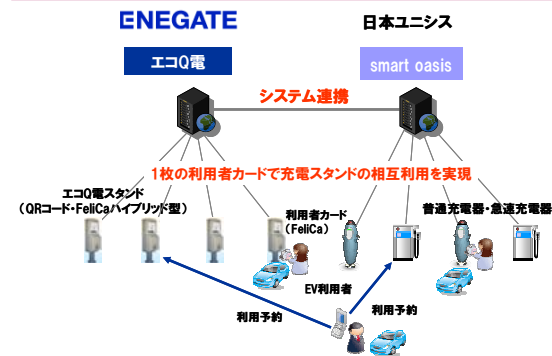 ENEGATE
日本ユニシス
エコQ電
smart oasis
システム連携
1枚の利用者カードで充電スタンドの相互利用を実現
エコQ電スタンド
（QRコード・FeliCaハイブリッド型）
利用者カード
（FeliCa）
普通充電器・急速充電器
EV利用者
利用予約
利用予約